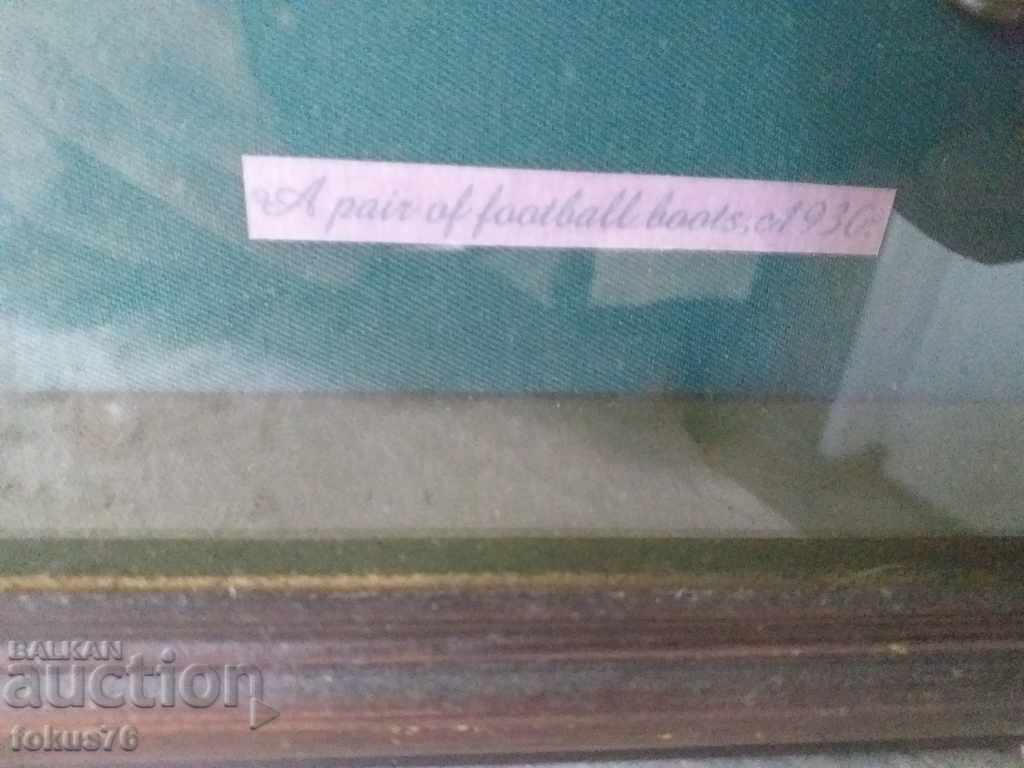 A pair of football boots, c1930.
BALKAN
auction
fokus76